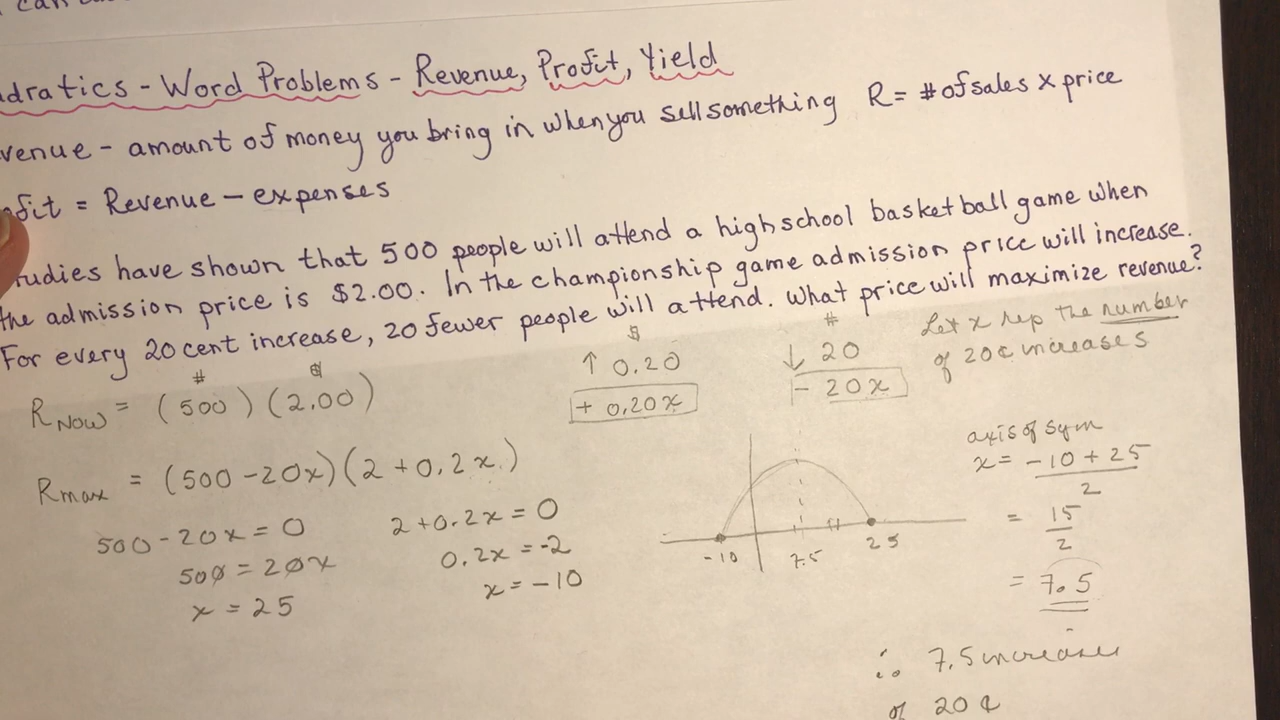 can
dratics - Word Problems - Revenue, Profit, Yield
venue - amount of money you bring in when you sell something R = # of sales x price
ofit = Revenue - expenses
tudies have shown that 500 people will attend a high school basketball game when
the admission price is $2.00. In the championship game admission price will increase.
For every 20 cent increase, 20 fewer people will attend. What price will maximize revenue?
# $
R NOW = (500)(2.00)
$ #
↑ 0.20 ↓ 20
+ 0.20x - 20x
Let x rep the number
of 20¢ increases
Rmax = (500 - 20x)(2 + 0.2x)
500 - 20x = 0 2 + 0.2x = 0
500 = 20x 0.2x = -2
x = 25 x = -10
-10 7.5 25
axis of sym
x = -10 + 25
2
= 15
2
= 7.5
∴ 7.5 increases
of 20¢